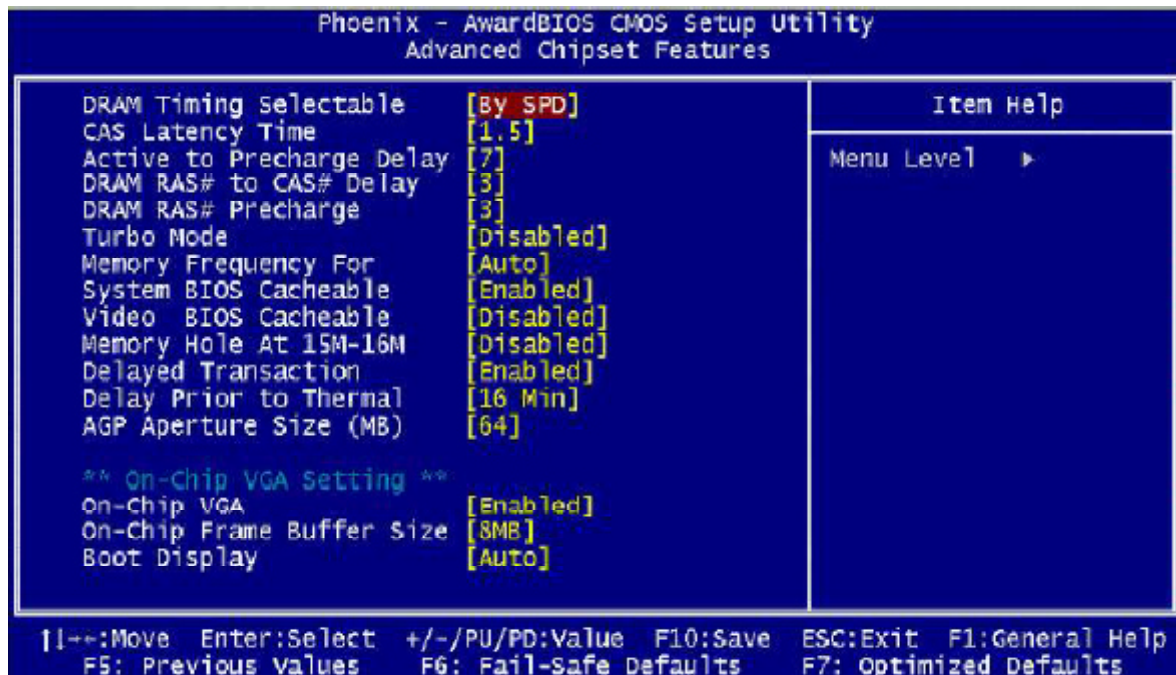 Phoenix - AwardBIOS CMOS Setup Utility
Advanced Chipset Features
DRAM Timing Selectable [By SPD]
CAS Latency Time [1.5]
Active to Precharge Delay [7]
DRAM RAS# to CAS# Delay [3]
DRAM RAS# Precharge [3]
Turbo Mode [Disabled]
Memory Frequency For [Auto]
System BIOS Cacheable [Enabled]
Video BIOS Cacheable [Disabled]
Memory Hole At 15M-16M [Disabled]
Delayed Transaction [Enabled]
Delay Prior to Thermal [16 Min]
AGP Aperture Size (MB) [64]
** On-Chip VGA Setting **
On-Chip VGA [Enabled]
On-Chip Frame Buffer Size [8MB]
Boot Display [Auto]
Item Help
Menu Level ▶
↑↓→←:Move Enter:Select +/-/PU/PD:Value F10:Save ESC:Exit F1:General Help
F5: Previous Values F6: Fail-Safe Defaults F7: Optimized Defaults